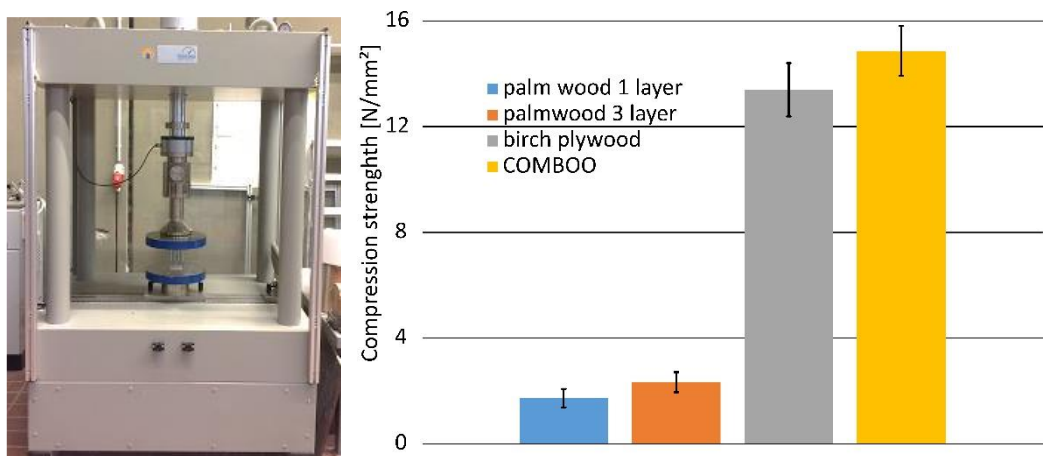 Compression strenghth [N/mm²]
16
12
8
4
0
palm wood 1 layer
palmwood 3 layer
birch plywood
COMBOO